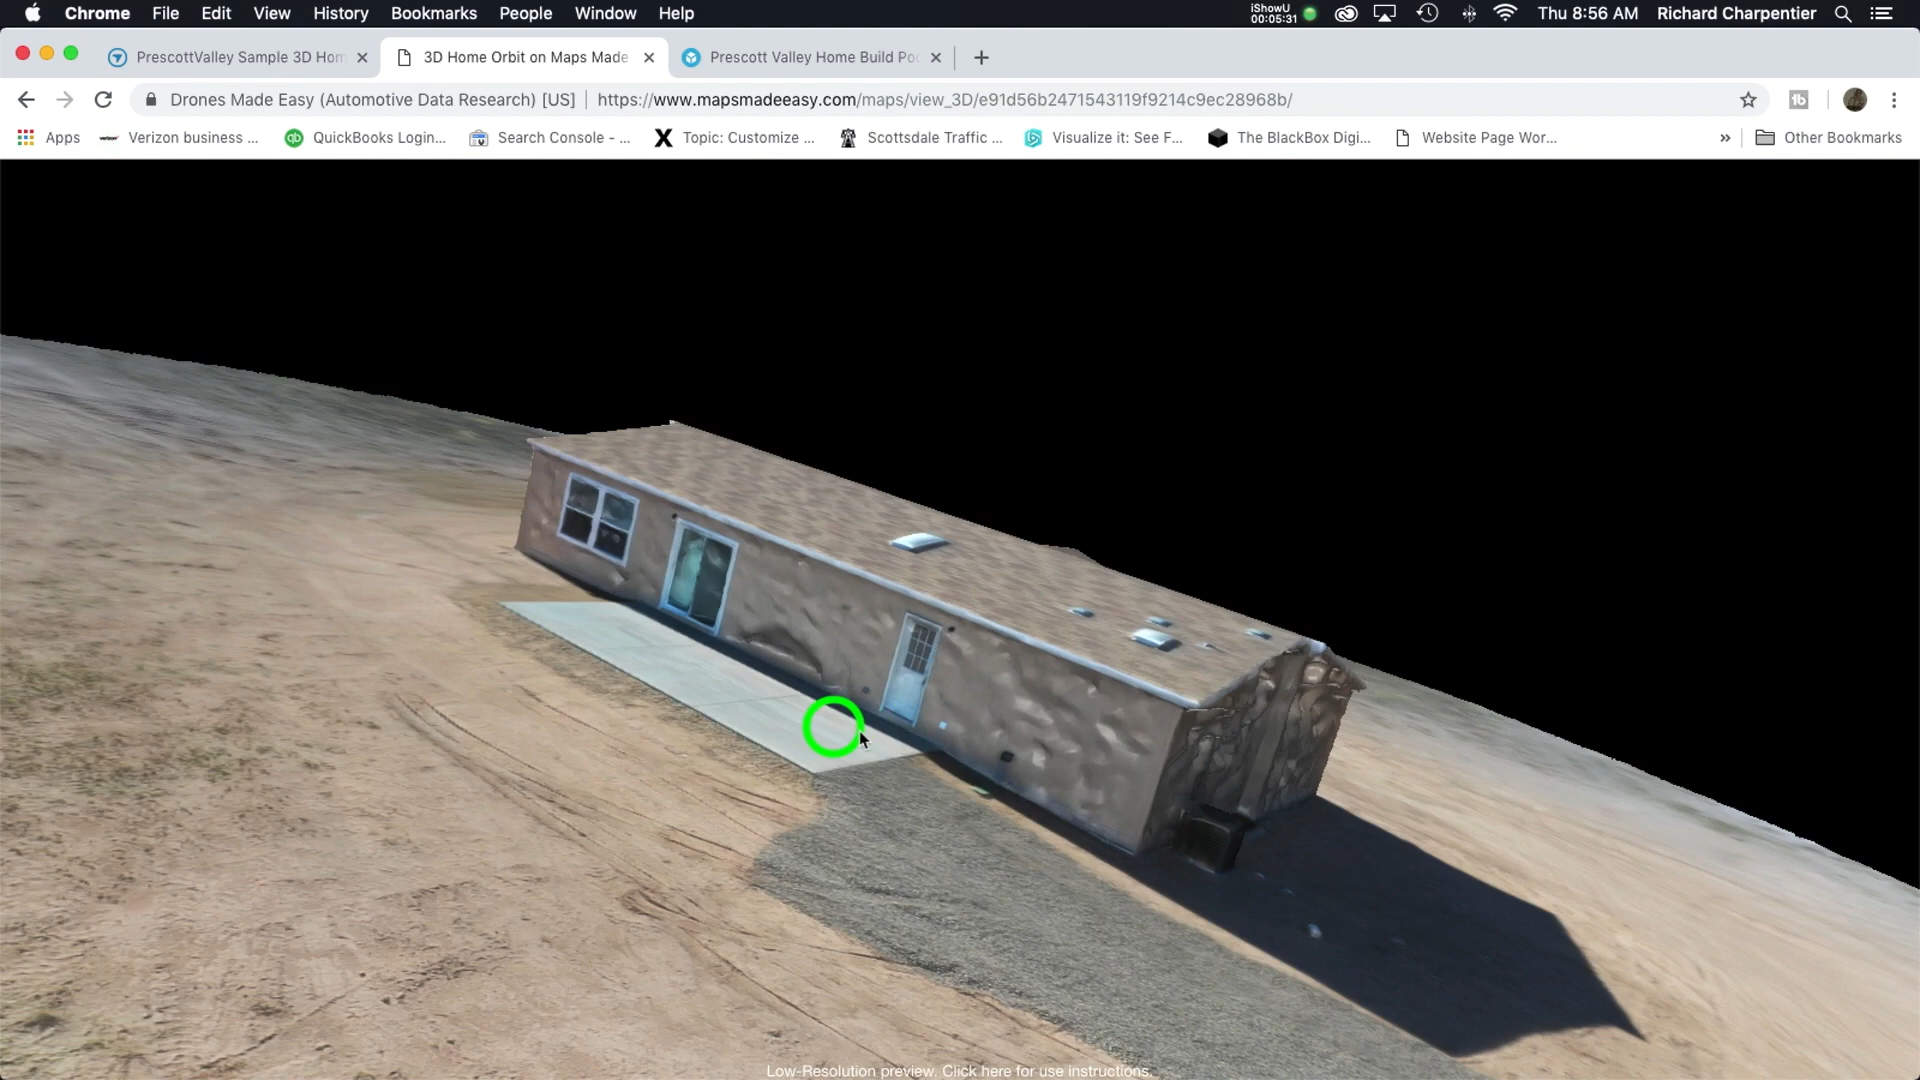 Chrome File Edit View History Bookmarks People Window Help iShowU 00:05:31 Thu 8:56 AM Richard Charpentier
PrescottValley Sample 3D Hom 3D Home Orbit on Maps Made Prescott Valley Home Build Po
Drones Made Easy (Automotive Data Research) [US] https://www.mapsmadeeasy.com/maps/view_3D/e91d56b2471543119f9214c9ec28968b/
Apps Verizon business ... QuickBooks Login... Search Console - ... Topic: Customize ... Scottsdale Traffic ... Visualize it: See F... The BlackBox Digi... Website Page Wor... » Other Bookmarks
Low-Resolution preview. Click here for use instructions.